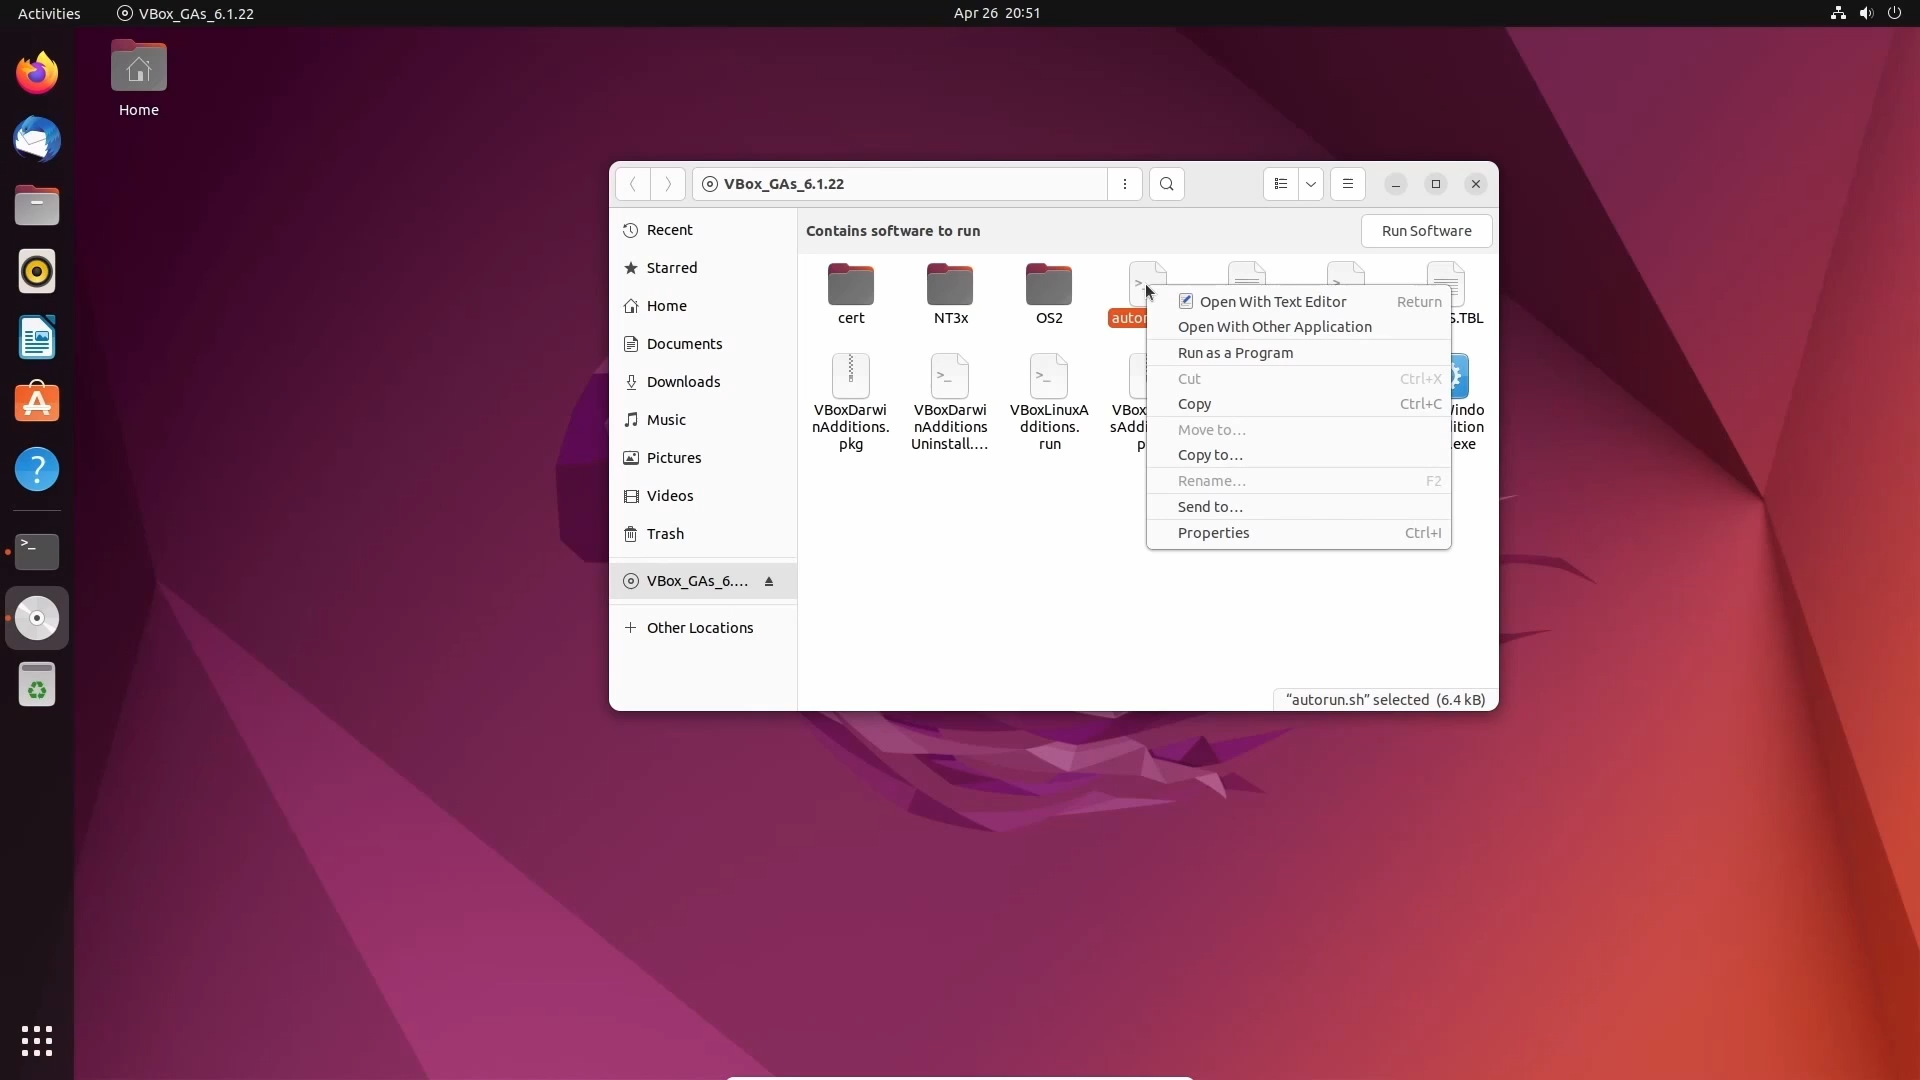 Activities
VBox_GAs_6.1.22
Apr 26 20:51
Home
VBox_GAs_6.1.22
Recent
Starred
Home
Documents
Downloads
Music
Pictures
Videos
Trash
VBox_GAs_6....
Other Locations
Contains software to run
Run Software
cert
NT3x
OS2
autor
S.TBL
VBoxDarwi
nAdditions.
pkg
VBoxDarwi
nAdditions
Uninstall....
VBoxLinuxA
dditions.
run
VBox
sAddi
p
indo
ition
exe
Open With Text Editor Return
Open With Other Application
Run as a Program
Cut Ctrl+X
Copy Ctrl+C
Move to...
Copy to...
Rename... F2
Send to...
Properties Ctrl+I
“autorun.sh” selected (6.4 kB)